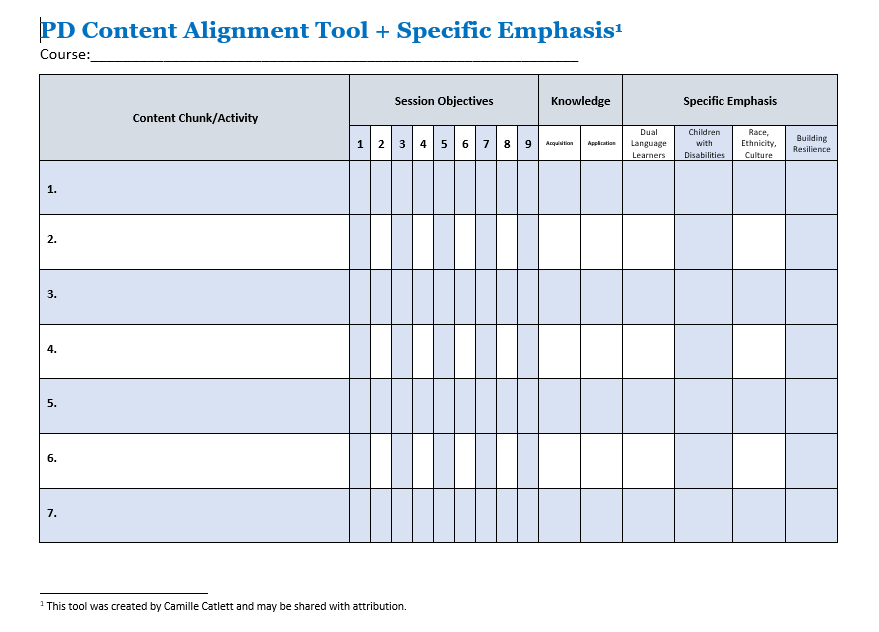 PD Content Alignment Tool + Specific Emphasis¹
Course:____________________________________________________________
Content Chunk/Activity
Session Objectives
Knowledge
Specific Emphasis
1 2 3 4 5 6 7 8 9
Acquisition
Application
Dual
Language
Learners
Children
with
Disabilities
Race,
Ethnicity,
Culture
Building
Resilience
1.
2.
3.
4.
5.
6.
7.
¹ This tool was created by Camille Catlett and may be shared with attribution.